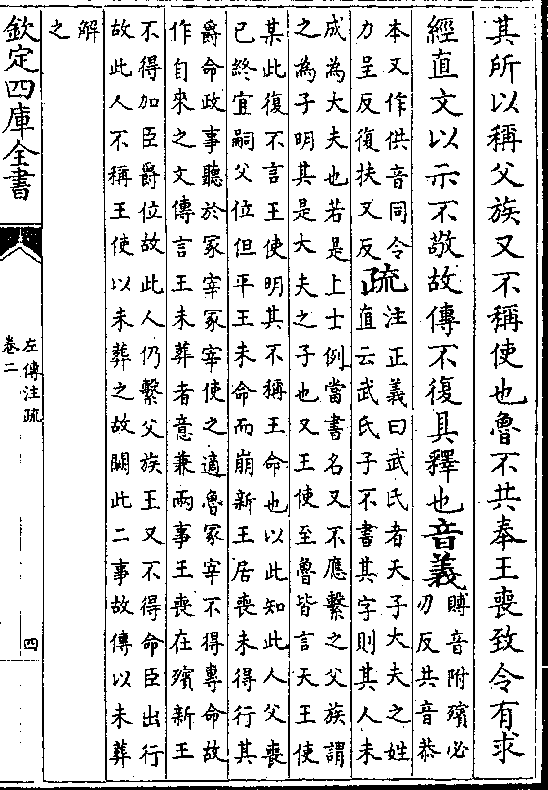 其所以稱父族又不稱使也魯不共奉王喪致令有求
經直文以示不敬故傳不復具釋也音義
賻音附殯必
刃反共音恭
本又作供音同令
力呈反復扶又反
疏
注正義曰武氏者天子大夫之姓
直云武氏子不書其字則其人未
成為大夫也若是上士例當書名又不應繫之父族謂
之為子明其是大夫之子也又王使至魯皆言天王使
某此復不言王使明其不稱王命也以此知此人父喪
已終宜嗣父位但平王未命而崩新王居喪未得行其
爵命政事聽於冢宰冢宰使之適魯冢宰不得專命故
作自來之文傳言王未葬者意兼兩事王喪在殯新王
不得加臣爵位故此人仍繫父族王又不得命臣出行
故此人不稱王使以未葬之故闕此二事故傳以未葬
解
之
欽定四庫全書
左傳注疏
卷二
四